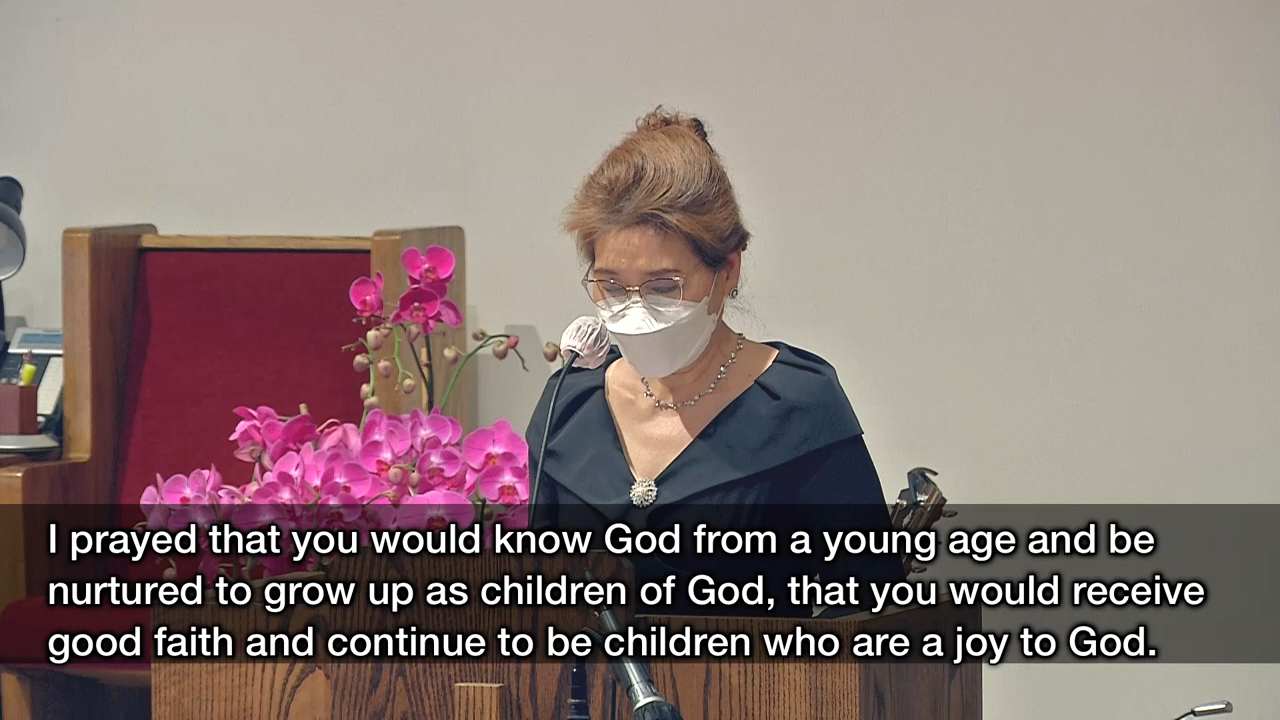 I prayed that you would know God from a young age and be
nurtured to grow up as children of God, that you would receive
good faith and continue to be children who are a joy to God.